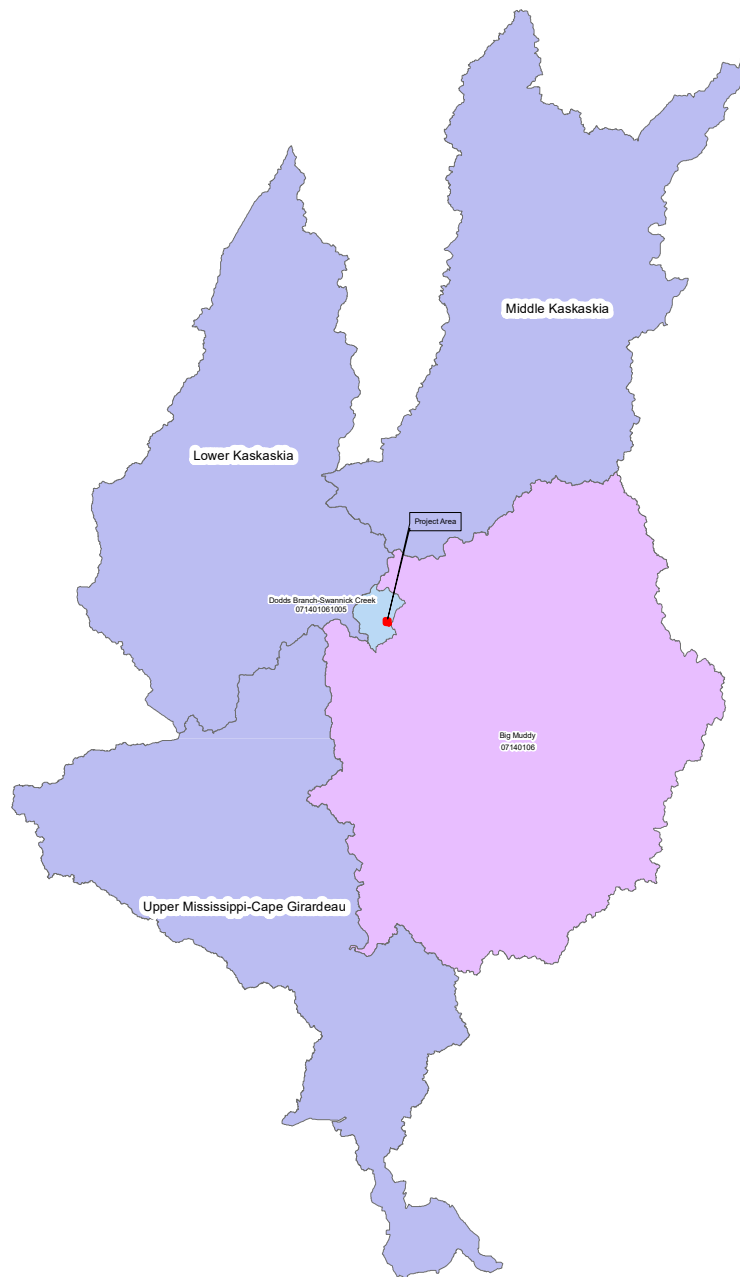 Middle Kaskaskia
Lower Kaskaskia
Project Area
Dodds Branch-Swannick Creek
071401061005
Big Muddy
07140106
Upper Mississippi-Cape Girardeau